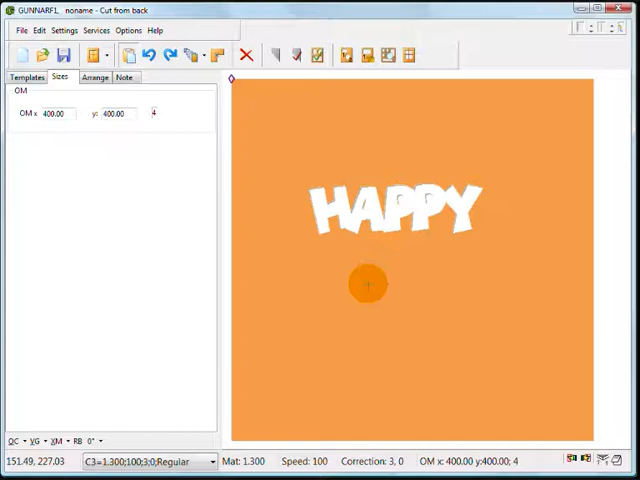 GUNNARF1, noname - Cut from back
File Edit Settings Services Options Help
Templates Sizes Arrange Note
OM
OM x 400.00 y: 400.00 4
HAPPY
QC VG XM RB 0°
151.49, 227.03 C3=1.300;100;3;0;Regular Mat: 1.300 Speed: 100 Correction: 3, 0 OM x: 400.00 y:400.00; 4